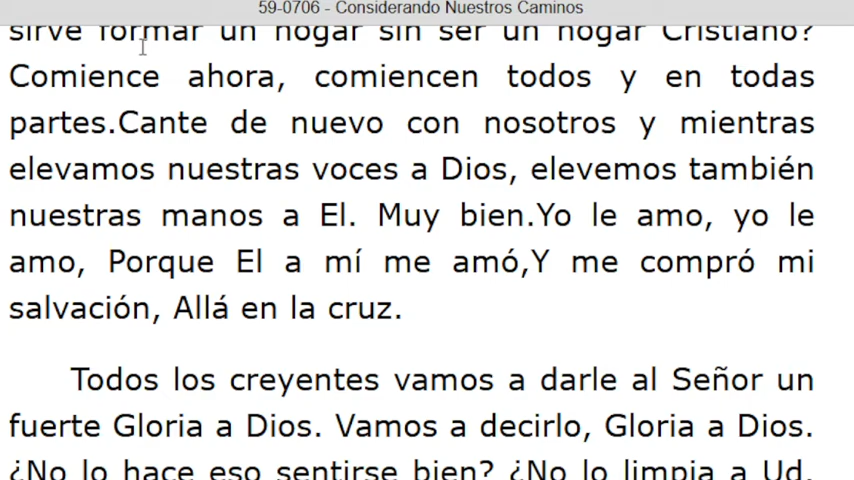 59-0706 - Considerando Nuestros Caminos
sirve formar un hogar sin ser un hogar Cristiano?
Comience ahora, comiencen todos y en todas
partes.Cante de nuevo con nosotros y mientras
elevamos nuestras voces a Dios, elevemos también
nuestras manos a El. Muy bien.Yo le amo, yo le
amo, Porque El a mí me amó,Y me compró mi
salvación, Allá en la cruz.
Todos los creyentes vamos a darle al Señor un
fuerte Gloria a Dios. Vamos a decirlo, Gloria a Dios.
¿No lo hace eso sentirse bien? ¿No lo limpia a Ud.